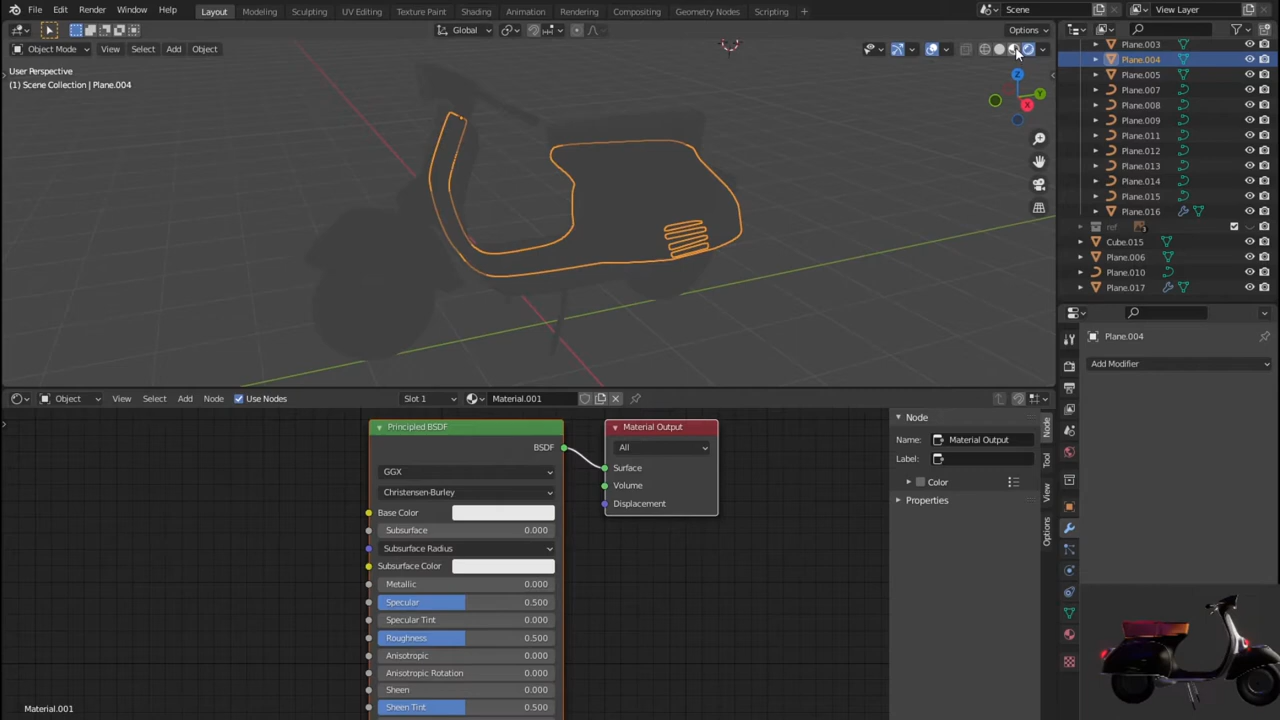 File Edit Render Window Help Layout Modeling Sculpting UV Editing Texture Paint Shading Animation Rendering Compositing Geometry Nodes Scripting + Scene View Layer
Global Options
Object Mode View Select Add Object
User Perspective
(1) Scene Collection | Plane.004
Z
Y
X
Plane.003
Plane.004
Plane.005
Plane.007
Plane.008
Plane.009
Plane.011
Plane.012
Plane.013
Plane.014
Plane.015
Plane.016
ref
Cube.015
Plane.006
Plane.010
Plane.017
Plane.004
Add Modifier
Object View Select Add Node Use Nodes Slot 1 Material.001
Principled BSDF
BSDF
GGX
Christensen-Burley
Base Color
Subsurface 0.000
Subsurface Radius
Subsurface Color
Metallic 0.000
Specular 0.500
Specular Tint 0.000
Roughness 0.500
Anisotropic 0.000
Anisotropic Rotation 0.000
Sheen 0.000
Sheen Tint 0.500
Material Output
All
Surface
Volume
Displacement
Node
Name: Material Output
Label:
Color
Properties
Node
Tool
View
Options
Material.001